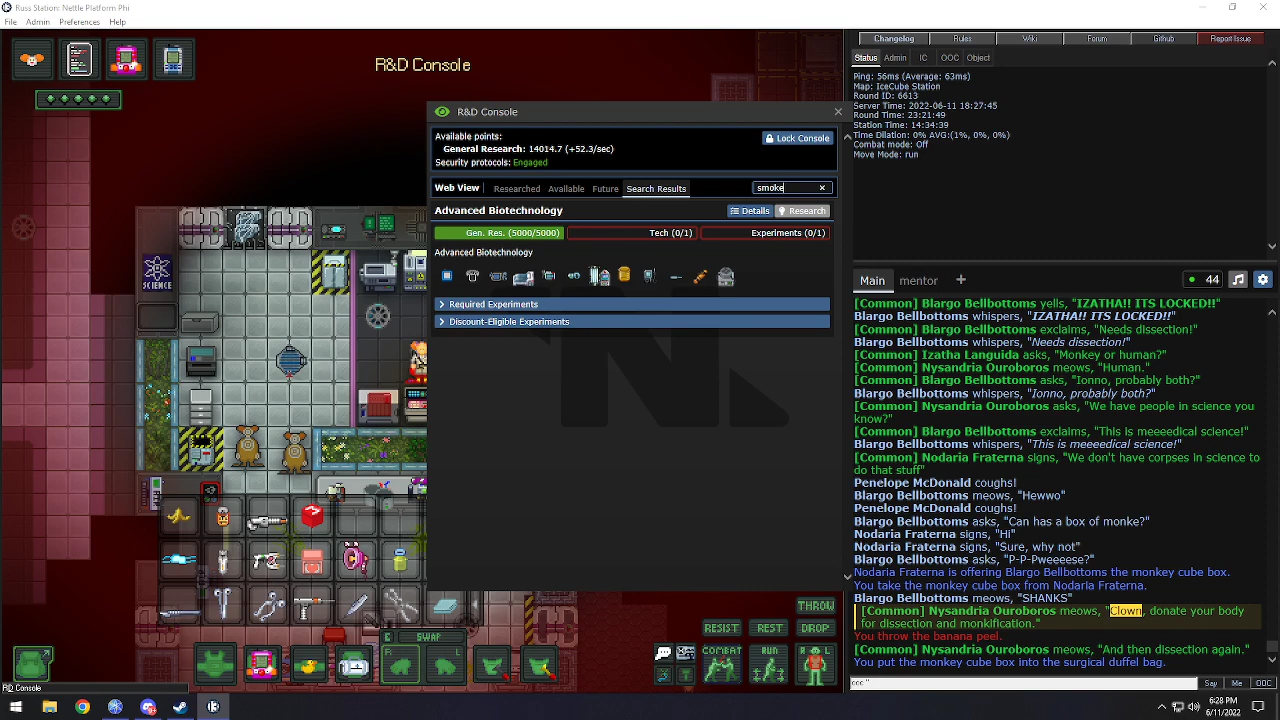 Russ Station: Nettle Platform Phi
File Admin Preferences Help
R&D Console
R&D Console
Available points:
General Research: 14014.7 (+52.3/sec)
Security protocols: Engaged
Lock Console
Web View Researched Available Future Search Results smoke
Advanced Biotechnology Details Research
Gen. Res. (5000/5000) Tech (0/1) Experiments (0/1)
Advanced Biotechnology
Required Experiments
Discount-Eligible Experiments
SCIENCE
E SWAP
R L
THROW
RESIST REST DROP
COMBAT RUN R L
R&D Console
Changelog Rules Wiki Forum Github Report Issue
Status Admin IC OOC Object
Ping: 56ms (Average: 63ms)
Map: IceCube Station
Round ID: 6613
Server Time: 2022-06-11 18:27:45
Round Time: 23:21:49
Station Time: 14:34:39
Time Dilation: 0% AVG:(1%, 0%, 0%)
Combat mode: Off
Move Mode: run
Main mentor 44
[Common] Blargo Bellbottoms yells, "IZATHA!! ITS LOCKED!!"
Blargo Bellbottoms whispers, "IZATHA!! ITS LOCKED!!"
[Common] Blargo Bellbottoms exclaims, "Needs dissection!"
Blargo Bellbottoms whispers, "Needs dissection!"
[Common] Izatha Languida asks, "Monkey or human?"
[Common] Nysandria Ouroboros meows, "Human."
[Common] Blargo Bellbottoms asks, "Ionno, probably both?"
Blargo Bellbottoms whispers, "Ionno, probably both?"
[Common] Nysandria Ouroboros asks, "We have people in science you
know?"
[Common] Blargo Bellbottoms exclaims, "This is meeeedical science!"
Blargo Bellbottoms whispers, "This is meeeedical science!"
[Common] Nodaria Fraterna signs, "We don't have corpses in science to
do that stuff"
Penelope McDonald coughs!
Blargo Bellbottoms meows, "Hewwo"
Penelope McDonald coughs!
Blargo Bellbottoms asks, "Can has a box of monke?"
Nodaria Fraterna signs, "Hi"
Nodaria Fraterna signs, "Sure, why not"
Blargo Bellbottoms asks, "P-P-Pweeeese?"
Nodaria Fraterna is offering Blargo Bellbottoms the monkey cube box.
You take the monkey cube box from Nodaria Fraterna.
Blargo Bellbottoms meows, "SHANKS"
[Common] Nysandria Ouroboros meows, "Clown, donate your body
for dissection and monkification."
You throw the banana peel.
[Common] Nysandria Ouroboros meows, "And then dissection again."
You put the monkey cube box into the surgical duffel bag.
ccc " Say Me OOC
6:28 PM
6/11/2022